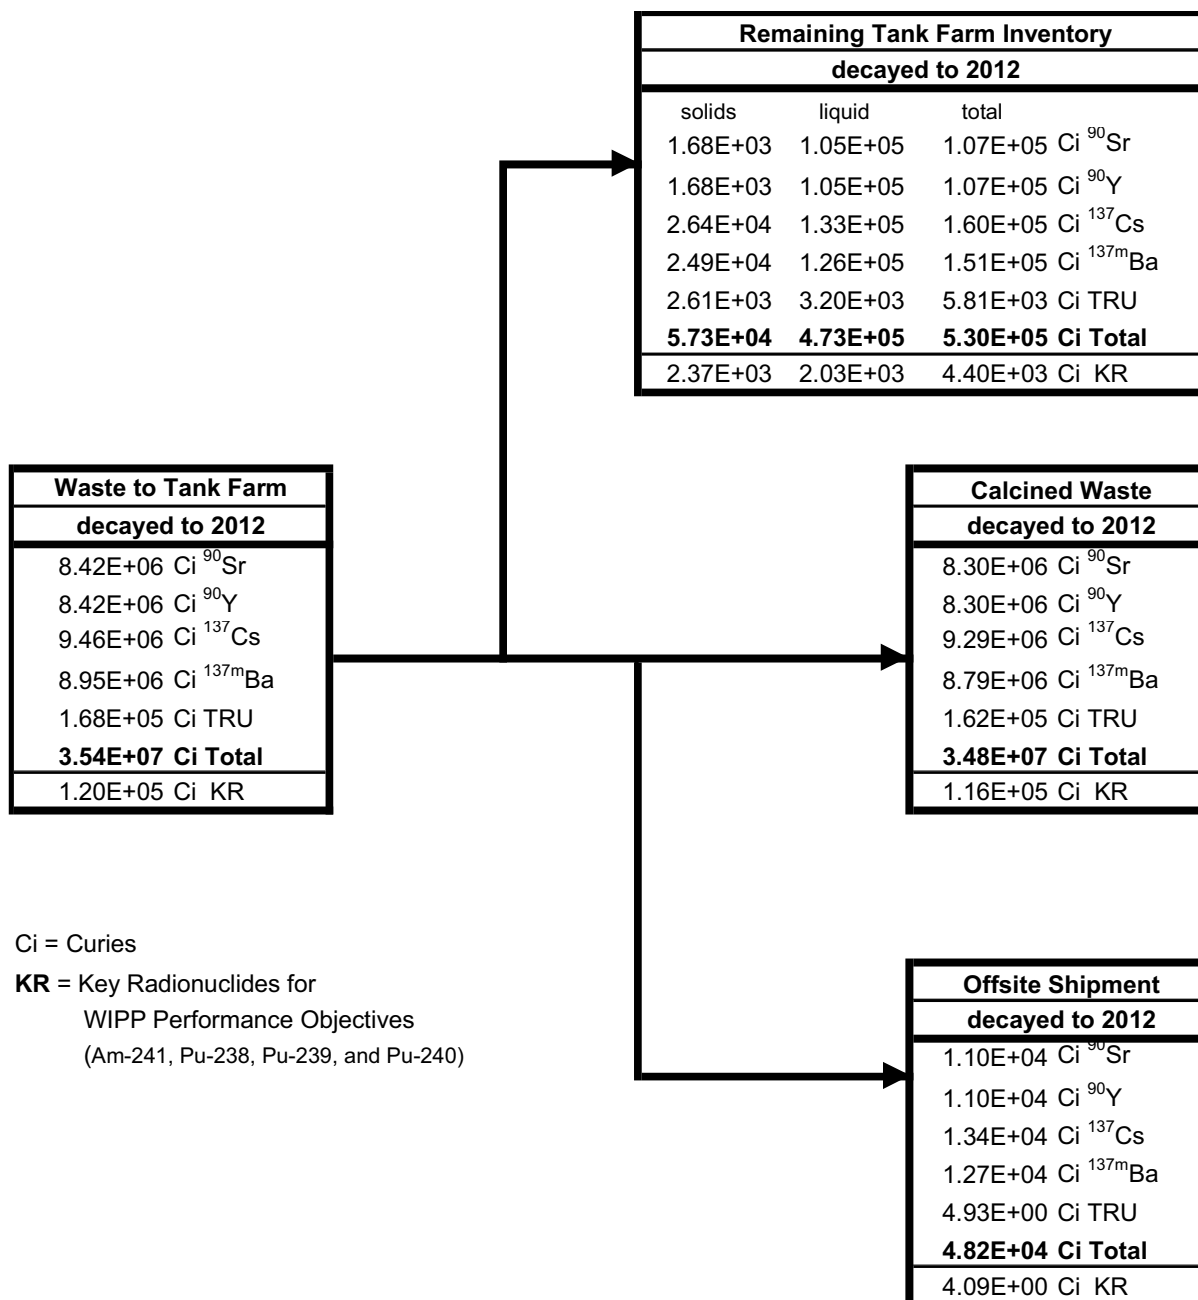 Remaining Tank Farm Inventory
decayed to 2012
solids liquid total
1.68E+03 1.05E+05 1.07E+05 Ci 90Sr
1.68E+03 1.05E+05 1.07E+05 Ci 90Y
2.64E+04 1.33E+05 1.60E+05 Ci 137Cs
2.49E+04 1.26E+05 1.51E+05 Ci 137mBa
2.61E+03 3.20E+03 5.81E+03 Ci TRU
5.73E+04 4.73E+05 5.30E+05 Ci Total
2.37E+03 2.03E+03 4.40E+03 Ci KR
Waste to Tank Farm
decayed to 2012
8.42E+06 Ci 90Sr
8.42E+06 Ci 90Y
9.46E+06 Ci 137Cs
8.95E+06 Ci 137mBa
1.68E+05 Ci TRU
3.54E+07 Ci Total
1.20E+05 Ci KR
Calcined Waste
decayed to 2012
8.30E+06 Ci 90Sr
8.30E+06 Ci 90Y
9.29E+06 Ci 137Cs
8.79E+06 Ci 137mBa
1.62E+05 Ci TRU
3.48E+07 Ci Total
1.16E+05 Ci KR
Ci = Curies
KR = Key Radionuclides for
WIPP Performance Objectives
(Am-241, Pu-238, Pu-239, and Pu-240)
Offsite Shipment
decayed to 2012
1.10E+04 Ci 90Sr
1.10E+04 Ci 90Y
1.34E+04 Ci 137Cs
1.27E+04 Ci 137mBa
4.93E+00 Ci TRU
4.82E+04 Ci Total
4.09E+00 Ci KR